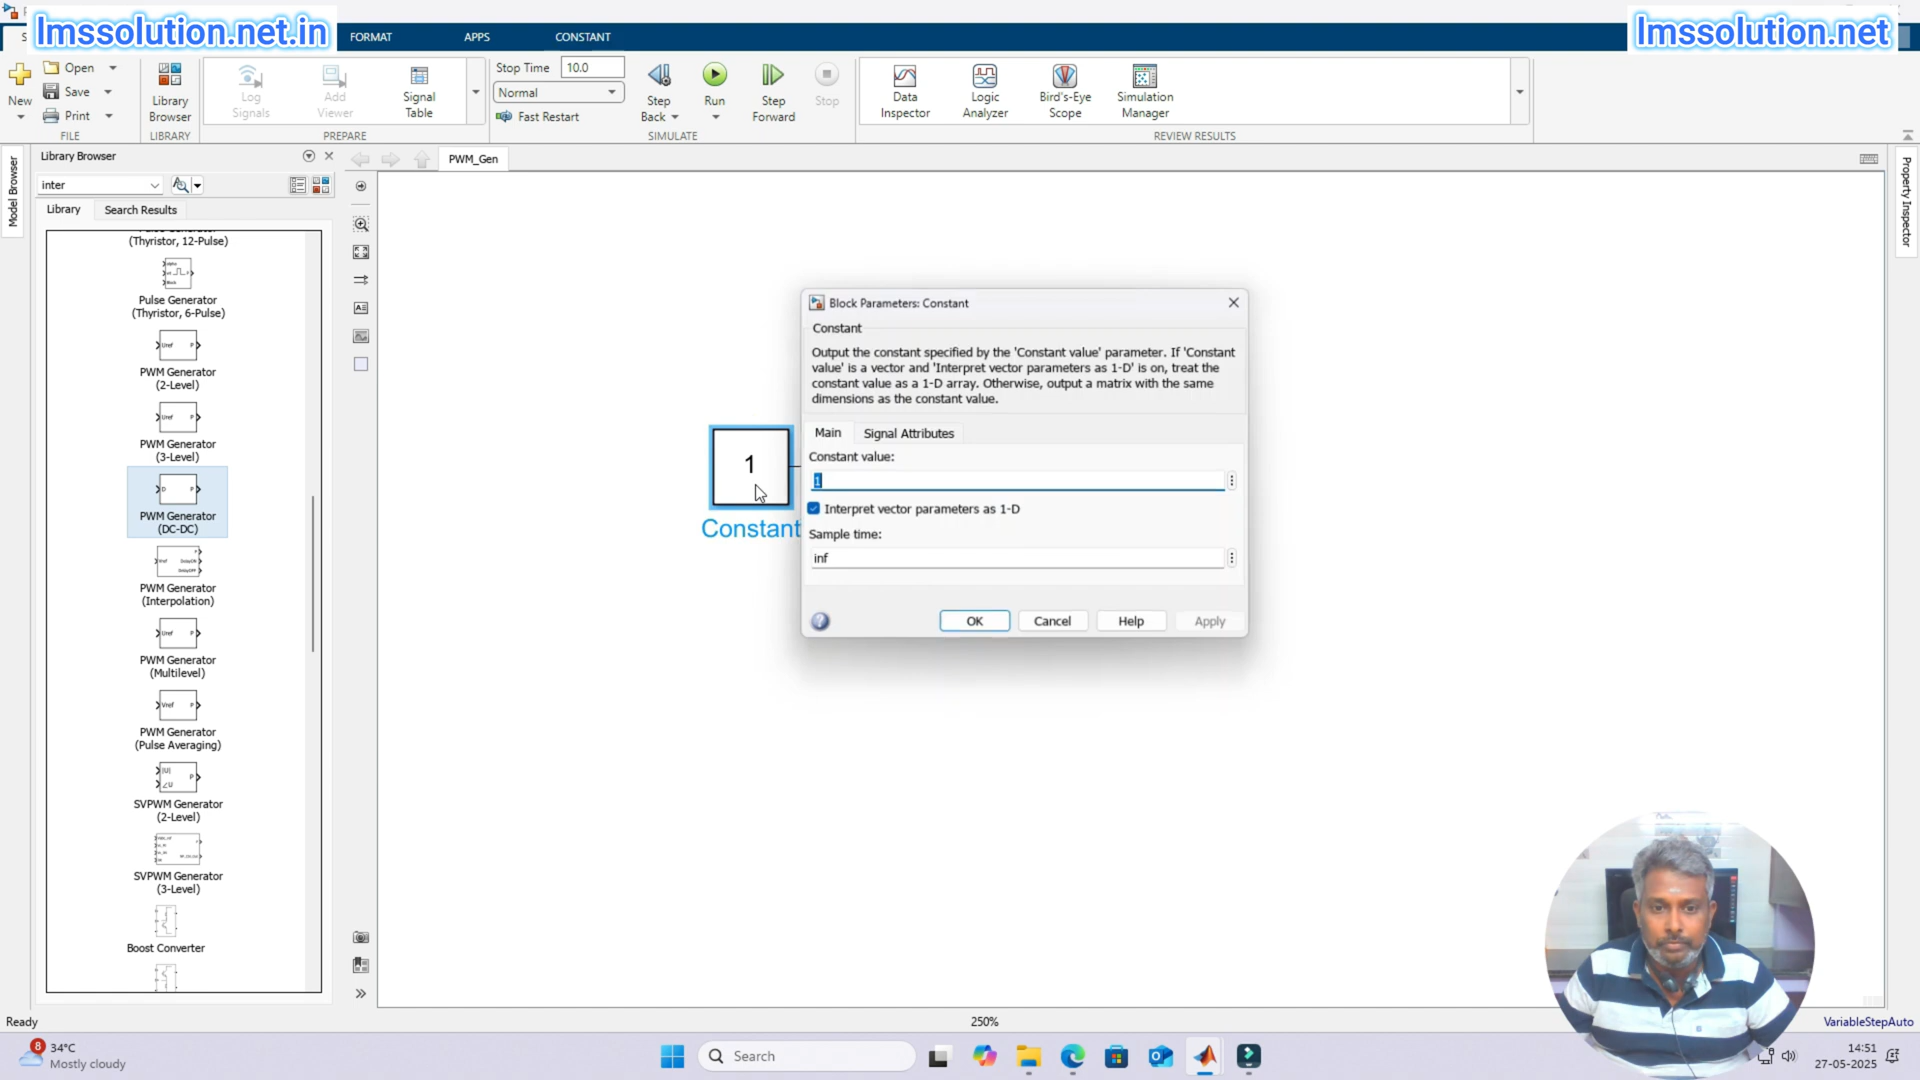 lmssolution.net.in
lmssolution.net
FORMAT
APPS
CONSTANT
New
Open
Save
Print
FILE
Library
Browser
LIBRARY
Log
Signals
Add
Viewer
Signal
Table
PREPARE
Stop Time
10.0
Normal
Fast Restart
Step
Back
Run
Step
Forward
Stop
SIMULATE
Data
Inspector
Logic
Analyzer
Bird's-Eye
Scope
Simulation
Manager
REVIEW RESULTS
Model Browser
Library Browser
inter
Library
Search Results
(Thyristor, 12-Pulse)
Pulse Generator
(Thyristor, 6-Pulse)
PWM Generator
(2-Level)
PWM Generator
(3-Level)
PWM Generator
(DC-DC)
PWM Generator
(Interpolation)
PWM Generator
(Multilevel)
PWM Generator
(Pulse Averaging)
SVPWM Generator
(2-Level)
SVPWM Generator
(3-Level)
Boost Converter
PWM_Gen
Property Inspector
1
Constant
Block Parameters: Constant
Constant
Output the constant specified by the 'Constant value' parameter. If 'Constant
value' is a vector and 'Interpret vector parameters as 1-D' is on, treat the
constant value as a 1-D array. Otherwise, output a matrix with the same
dimensions as the constant value.
Main
Signal Attributes
Constant value:
1
Interpret vector parameters as 1-D
Sample time:
inf
OK
Cancel
Help
Apply
Ready
250%
VariableStepAuto
8
34°C
Mostly cloudy
Search
14:51
27-05-2025